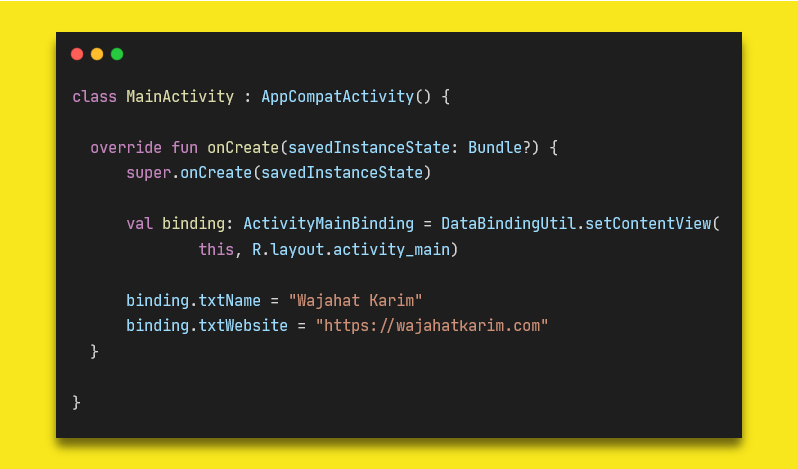 class MainActivity : AppCompatActivity() {
override fun onCreate(savedInstanceState: Bundle?) {
super.onCreate(savedInstanceState)
val binding: ActivityMainBinding = DataBindingUtil.setContentView(
this, R.layout.activity_main)
binding.txtName = "Wajahat Karim"
binding.txtWebsite = "https://wajahatkarim.com"
}
}